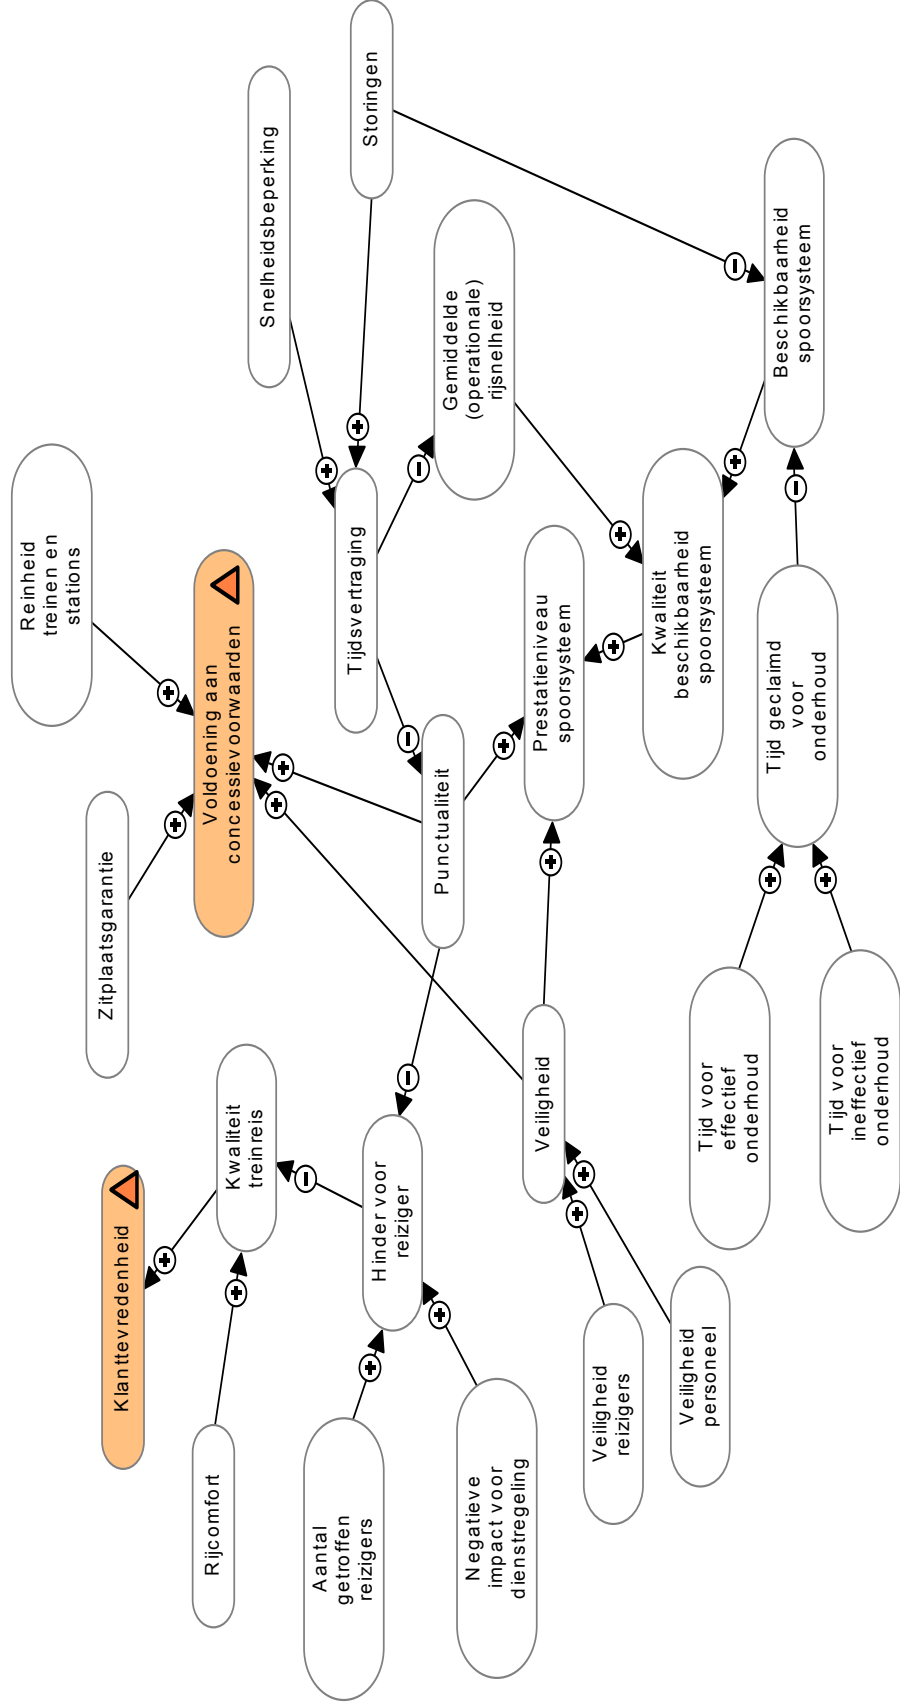 Klanttevredenheid
Zitplaatsgarantie
Reinheid
treinen en
stations
Rijcomfort
Kwaliteit
treinreis
Voldoening aan
concessievoorwaarden
Snelheidsbeperking
Aantal
getroffen
reizigers
Hinder voor
reiziger
Tijdsvertraging
Storingen
Negatieve
impact voor
dienstregeling
Punctualiteit
Gemiddelde
(operationale)
rijsnelheid
Veiligheid
reizigers
Veiligheid
Prestatieniveau
spoorsysteem
Veiligheid
personeel
Kwaliteit
beschikbaarheid
spoorsysteem
Tijd voor
effectief
onderhoud
Tijd geclaimd
voor
onderhoud
Beschikbaarheid
spoorsysteem
Tijd voor
ineffectief
onderhoud